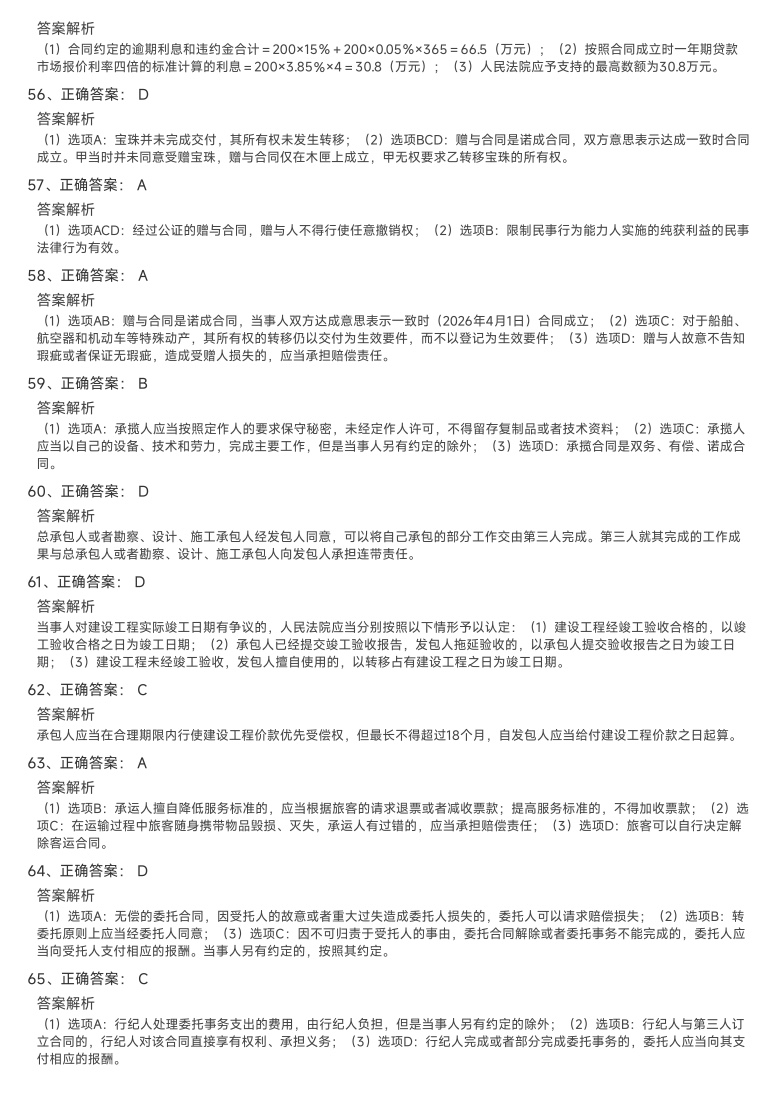 答案解析
（1）合同约定的逾期利息和违约金合计＝200×15%＋200×0.05%×365＝66.5（万元）；（2）按照合同成立时一年期贷款
市场报价利率四倍的标准计算的利息＝200×3.85%×4＝30.8（万元）；（3）人民法院应予支持的最高数额为30.8万元。
56、正确答案： D
答案解析
（1）选项A：宝珠并未完成交付，其所有权未发生转移；（2）选项BCD：赠与合同是诺成合同，双方意思表示达成一致时合同
成立。甲当时并未同意受赠宝珠，赠与合同仅在木匣上成立，甲无权要求乙转移宝珠的所有权。
57、正确答案： A
答案解析
（1）选项ACD：经过公证的赠与合同，赠与人不得行使任意撤销权；（2）选项B：限制民事行为能力人实施的纯获利益的民事
法律行为有效。
58、正确答案： A
答案解析
（1）选项AB：赠与合同是诺成合同，当事人双方达成意思表示一致时（2026年4月1日）合同成立；（2）选项C：对于船舶、
航空器和机动车等特殊动产，其所有权的转移仍以交付为生效要件，而不以登记为生效要件；（3）选项D：赠与人故意不告知
瑕疵或者保证无瑕疵，造成受赠人损失的，应当承担赔偿责任。
59、正确答案： B
答案解析
（1）选项A：承揽人应当按照定作人的要求保守秘密，未经定作人许可，不得留存复制品或者技术资料；（2）选项C：承揽人
应当以自己的设备、技术和劳力，完成主要工作，但是当事人另有约定的除外；（3）选项D：承揽合同是双务、有偿、诺成合
同。
60、正确答案： D
答案解析
总承包人或者勘察、设计、施工承包人经发包人同意，可以将自己承包的部分工作交由第三人完成。第三人就其完成的工作成
果与总承包人或者勘察、设计、施工承包人向发包人承担连带责任。
61、正确答案： D
答案解析
当事人对建设工程实际竣工日期有争议的，人民法院应当分别按照以下情形予以认定：（1）建设工程经竣工验收合格的，以竣
工验收合格之日为竣工日期；（2）承包人已经提交竣工验收报告，发包人拖延验收的，以承包人提交验收报告之日为竣工日
期；（3）建设工程未经竣工验收，发包人擅自使用的，以转移占有建设工程之日为竣工日期。
62、正确答案： C
答案解析
承包人应当在合理期限内行使建设工程价款优先受偿权，但最长不得超过18个月，自发包人应当给付建设工程价款之日起算。
63、正确答案： A
答案解析
（1）选项B：承运人擅自降低服务标准的，应当根据旅客的请求退票或者减收票款；提高服务标准的，不得加收票款；（2）选
项C：在运输过程中旅客随身携带物品毁损、灭失，承运人有过错的，应当承担赔偿责任；（3）选项D：旅客可以自行决定解
除客运合同。
64、正确答案： D
答案解析
（1）选项A：无偿的委托合同，因受托人的故意或者重大过失造成委托人损失的，委托人可以请求赔偿损失；（2）选项B：转
委托原则上应当经委托人同意；（3）选项C：因不可归责于受托人的事由，委托合同解除或者委托事务不能完成的，委托人应
当向受托人支付相应的报酬。当事人另有约定的，按照其约定。
65、正确答案： C
答案解析
（1）选项A：行纪人处理委托事务支出的费用，由行纪人负担，但是当事人另有约定的除外；（2）选项B：行纪人与第三人订
立合同的，行纪人对该合同直接享有权利、承担义务；（3）选项D：行纪人完成或者部分完成委托事务的，委托人应当向其支
付相应的报酬。